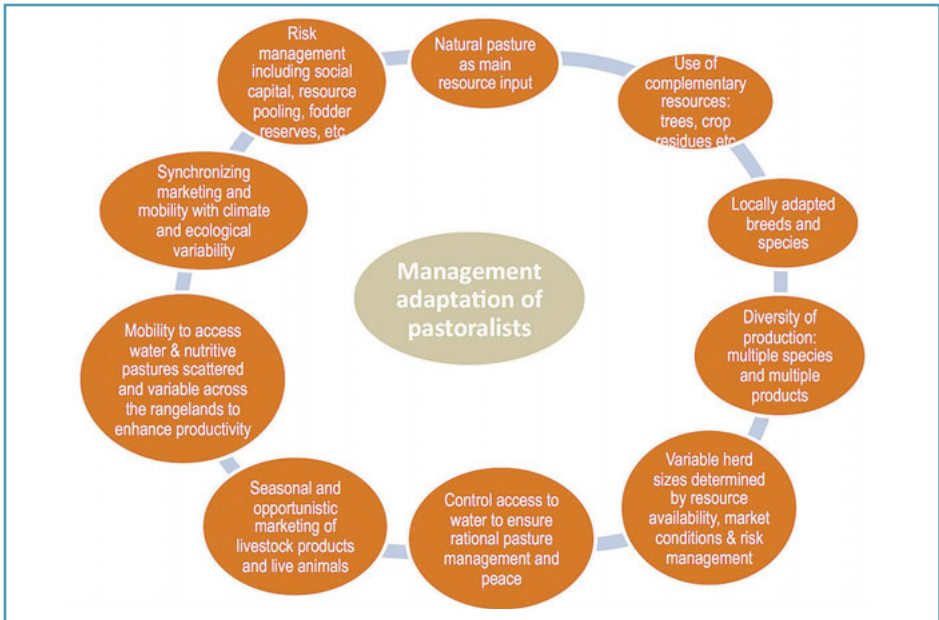 Natural pasture
as main
resource input
Use of
complementary
resources:
trees, crop
residues etc
Locally adapted
breeds and
species
Diversity of
production:
multiple species
and multiple
products
Variable herd
sizes determined
by resource
availability, market
conditions & risk
management
Control access to
water to ensure
rational pasture
management and
peace
Seasonal and
opportunistic
marketing of
livestock products
and live animals
Mobility to access
water & nutritive
pastures scattered
and variable across
the rangelands to
enhance productivity
Synchronizing
marketing and
mobility with climate
and ecological
variability
Risk
management
including social
capital, resource
pooling, fodder
reserves, etc
Management
adaptation of
pastoralists